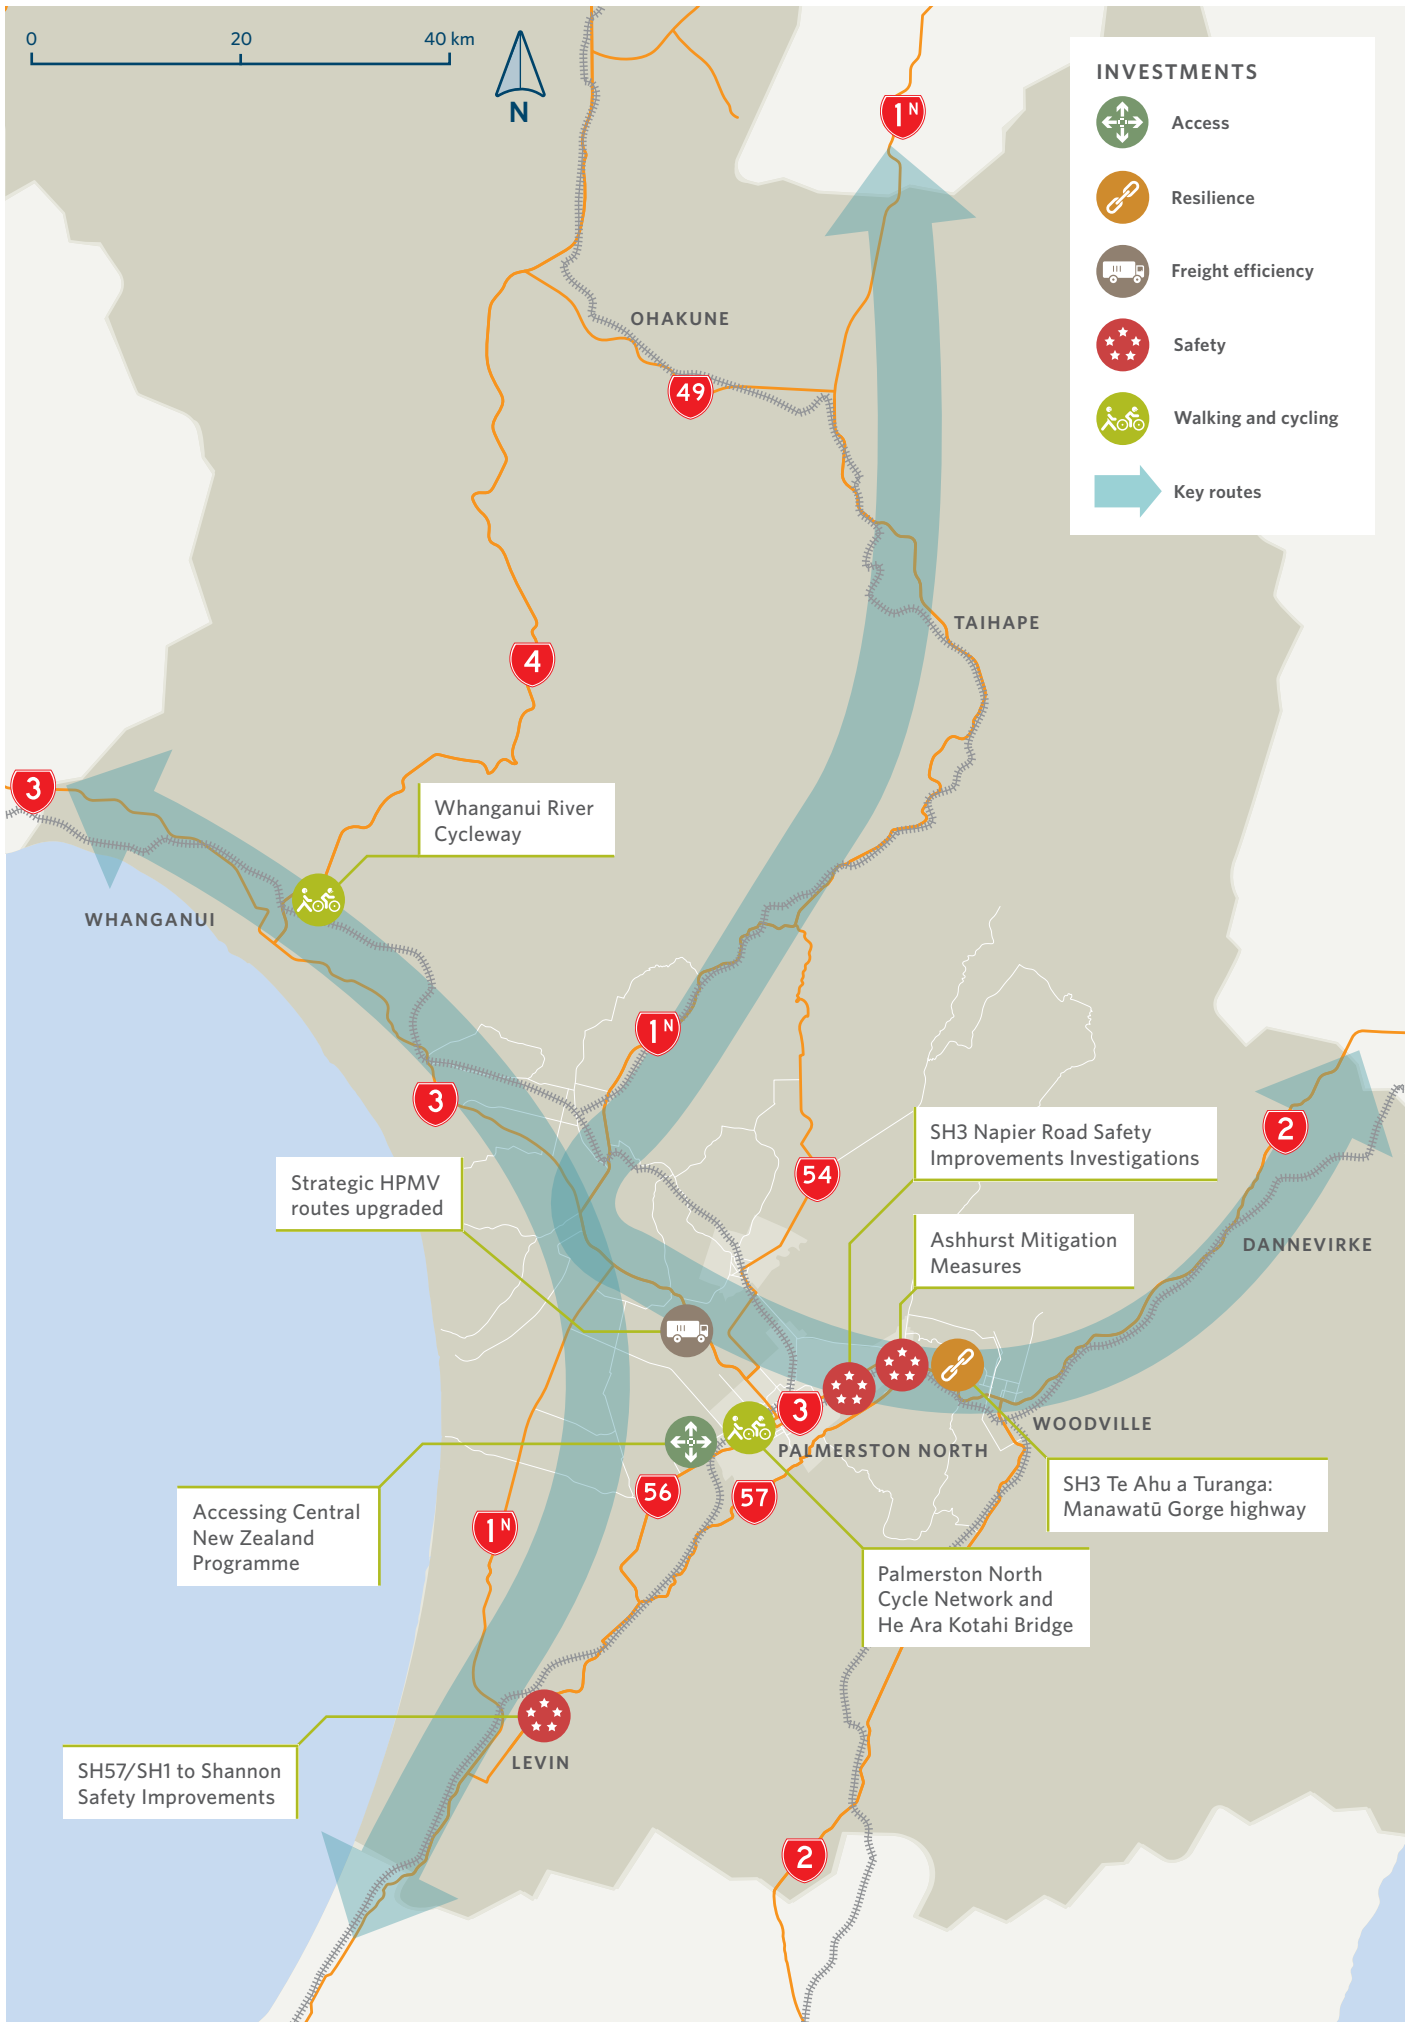 0 20 40 km
N
INVESTMENTS
Access
Resilience
Freight efficiency
Safety
Walking and cycling
Key routes
1N
OHAKUNE
49
TAIHAPE
4
3
Whanganui River
Cycleway
WHANGANUI
1N
3
SH3 Napier Road Safety
Improvements Investigations
2
54
Strategic HPMV
routes upgraded
Ashhurst Mitigation
Measures
DANNEVIRKE
3
WOODVILLE
PALMERSTON NORTH
56
57
SH3 Te Ahu a Turanga:
Manawatū Gorge highway
Accessing Central
New Zealand
Programme
1N
Palmerston North
Cycle Network and
He Ara Kotahi Bridge
SH57/SH1 to Shannon
Safety Improvements
LEVIN
2